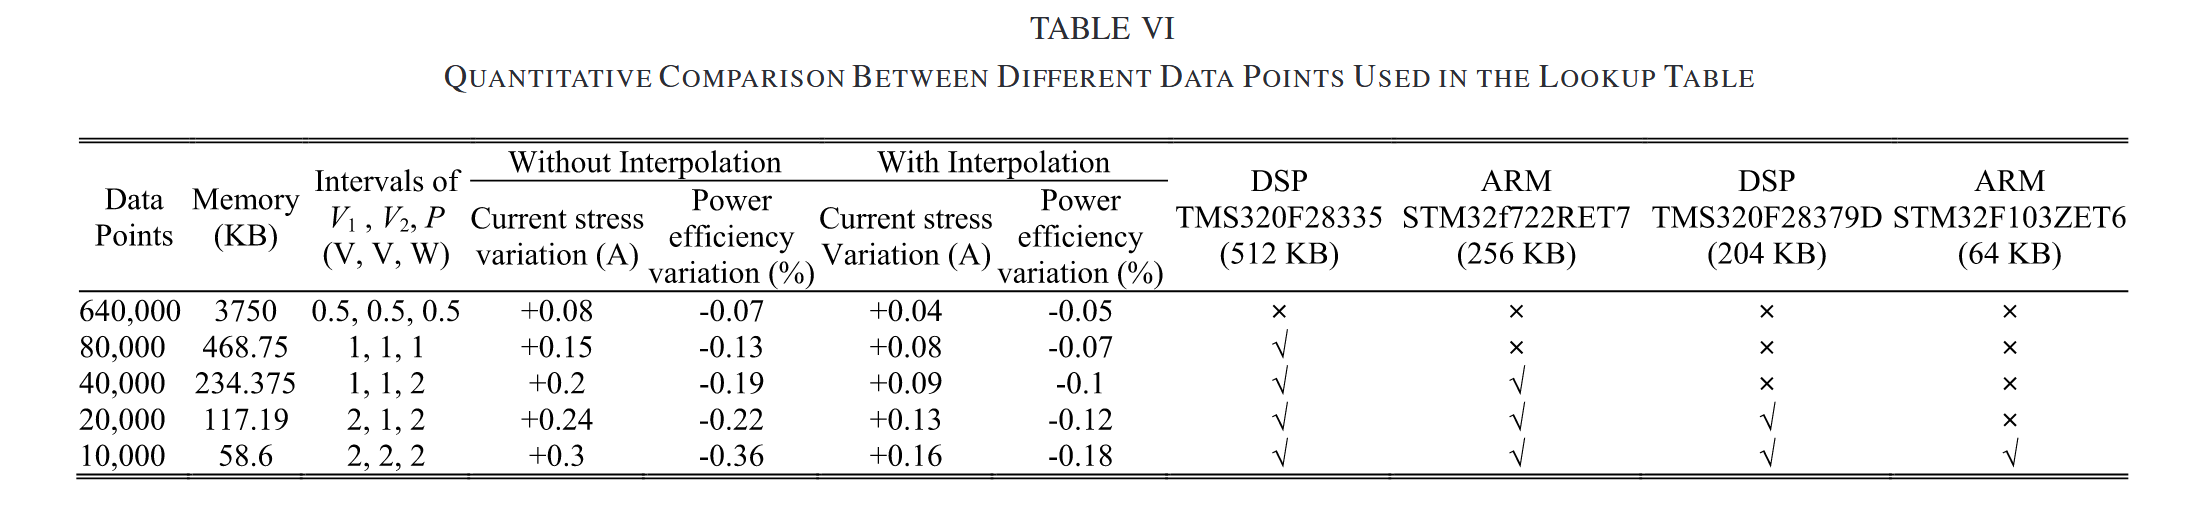 TABLE VI
QUANTITATIVE COMPARISON BETWEEN DIFFERENT DATA POINTS USED IN THE LOOKUP TABLE
Data Points Memory (KB) Intervals of V1 , V2, P (V, V, W) Without Interpolation With Interpolation DSP TMS320F28335 (512 KB) ARM STM32f722RET7 (256 KB) DSP TMS320F28379D (204 KB) ARM STM32F103ZET6 (64 KB)
Current stress variation (A) Power efficiency variation (%) Current stress Variation (A) Power efficiency variation (%)
640,000 3750 0.5, 0.5, 0.5 +0.08 -0.07 +0.04 -0.05 × × × ×
80,000 468.75 1, 1, 1 +0.15 -0.13 +0.08 -0.07 √ × × ×
40,000 234.375 1, 1, 2 +0.2 -0.19 +0.09 -0.1 √ √ × ×
20,000 117.19 2, 1, 2 +0.24 -0.22 +0.13 -0.12 √ √ √ ×
10,000 58.6 2, 2, 2 +0.3 -0.36 +0.16 -0.18 √ √ √ √